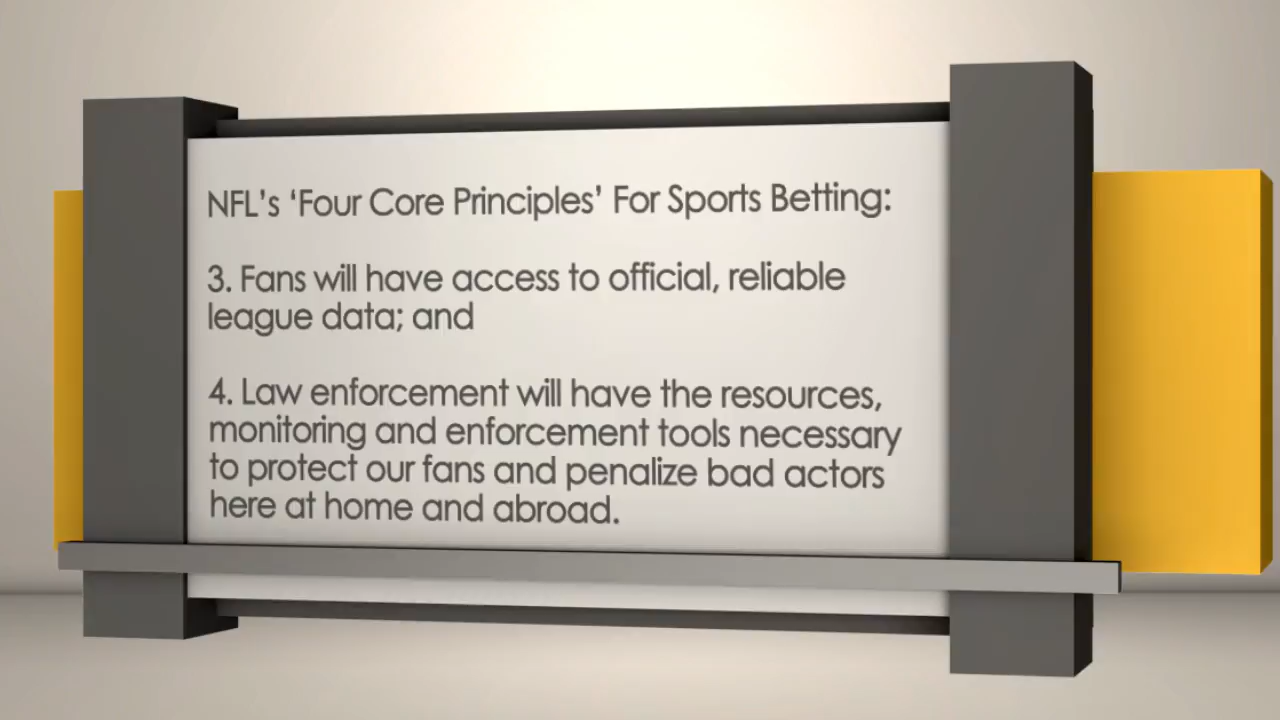 NFL's ‘Four Core Principles’ For Sports Betting:
3. Fans will have access to official, reliable
league data; and
4. Law enforcement will have the resources,
monitoring and enforcement tools necessary
to protect our fans and penalize bad actors
here at home and abroad.